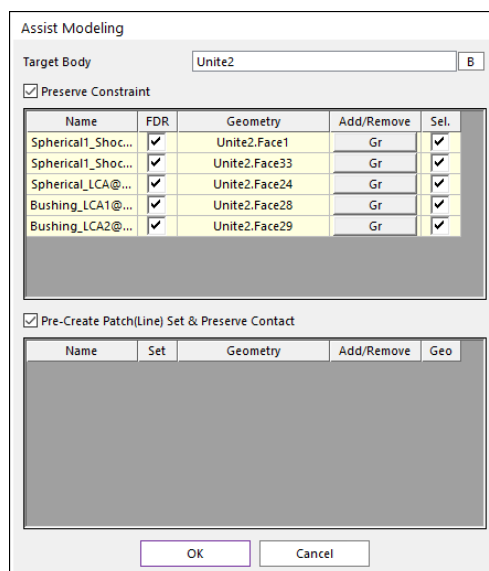 Assist Modeling
Target Body Unite2 B
Preserve Constraint
Name FDR Geometry Add/Remove Sel.
Spherical1_Shoc... Unite2.Face1 Gr
Spherical1_Shoc... Unite2.Face33 Gr
Spherical_LCA@... Unite2.Face24 Gr
Bushing_LCA1@... Unite2.Face28 Gr
Bushing_LCA2@... Unite2.Face29 Gr
Pre-Create Patch(Line) Set & Preserve Contact
Name Set Geometry Add/Remove Geo
OK Cancel